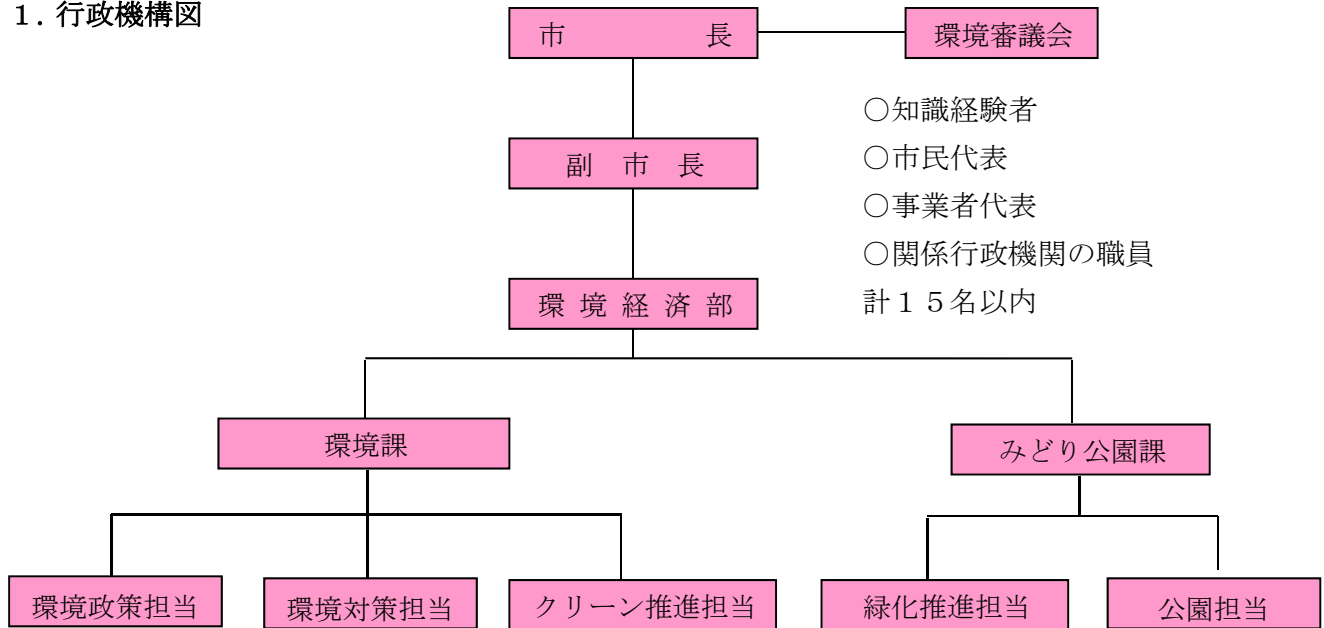 １．行政機構図
市　　　　長
環境審議会
○知識経験者
副　市　長
○市民代表
○事業者代表
○関係行政機関の職員
環 境 経 済 部
計１５名以内
環境課
みどり公園課
環境政策担当
環境対策担当
クリーン推進担当
緑化推進担当
公園担当